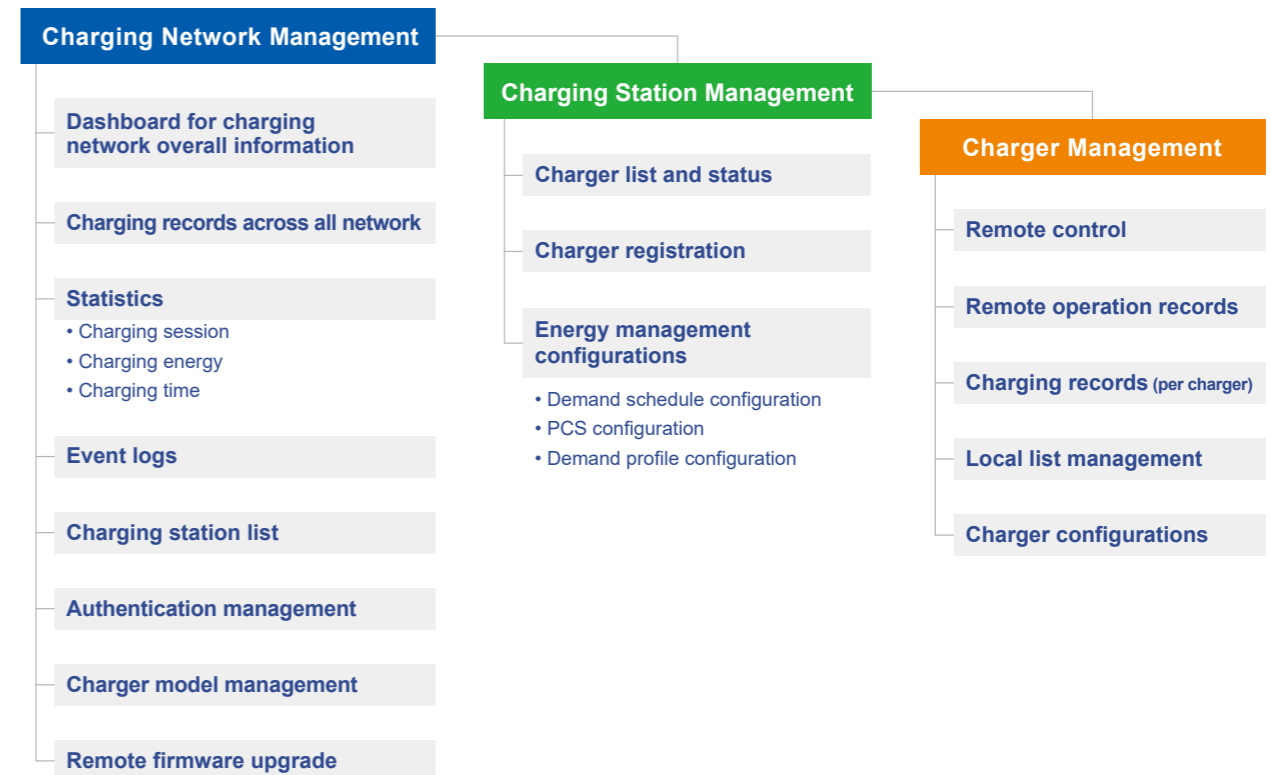 Charging Network Management
Dashboard for charging
network overall information
Charging records across all network
Statistics
• Charging session
• Charging energy
• Charging time
Event logs
Charging station list
Authentication management
Charger model management
Remote firmware upgrade
Charging Station Management
Charger list and status
Charger registration
Energy management
configurations
• Demand schedule configuration
• PCS configuration
• Demand profile configuration
Charger Management
Remote control
Remote operation records
Charging records (per charger)
Local list management
Charger configurations